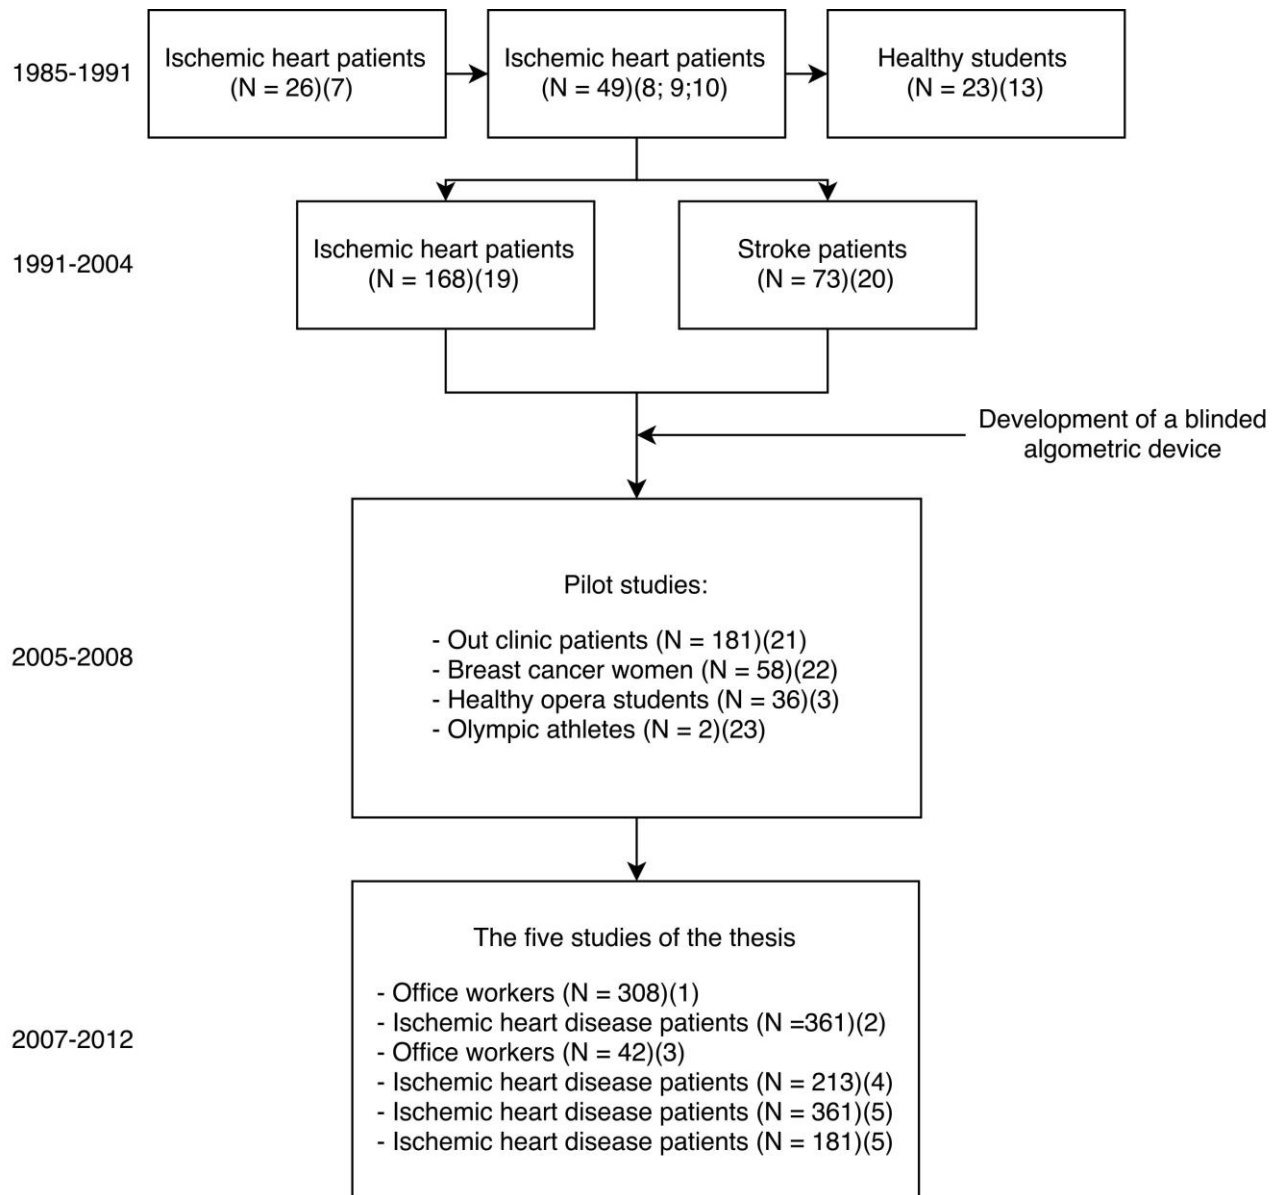 1985-1991
Ischemic heart patients
(N = 26)(7)
Ischemic heart patients
(N = 49)(8; 9;10)
Healthy students
(N = 23)(13)
1991-2004
Ischemic heart patients
(N = 168)(19)
Stroke patients
(N = 73)(20)
Development of a blinded
algometric device
2005-2008
Pilot studies:
- Out clinic patients (N = 181)(21)
- Breast cancer women (N = 58)(22)
- Healthy opera students (N = 36)(3)
- Olympic athletes (N = 2)(23)
2007-2012
The five studies of the thesis
- Office workers (N = 308)(1)
- Ischemic heart disease patients (N =361)(2)
- Office workers (N = 42)(3)
- Ischemic heart disease patients (N = 213)(4)
- Ischemic heart disease patients (N = 361)(5)
- Ischemic heart disease patients (N = 181)(5)